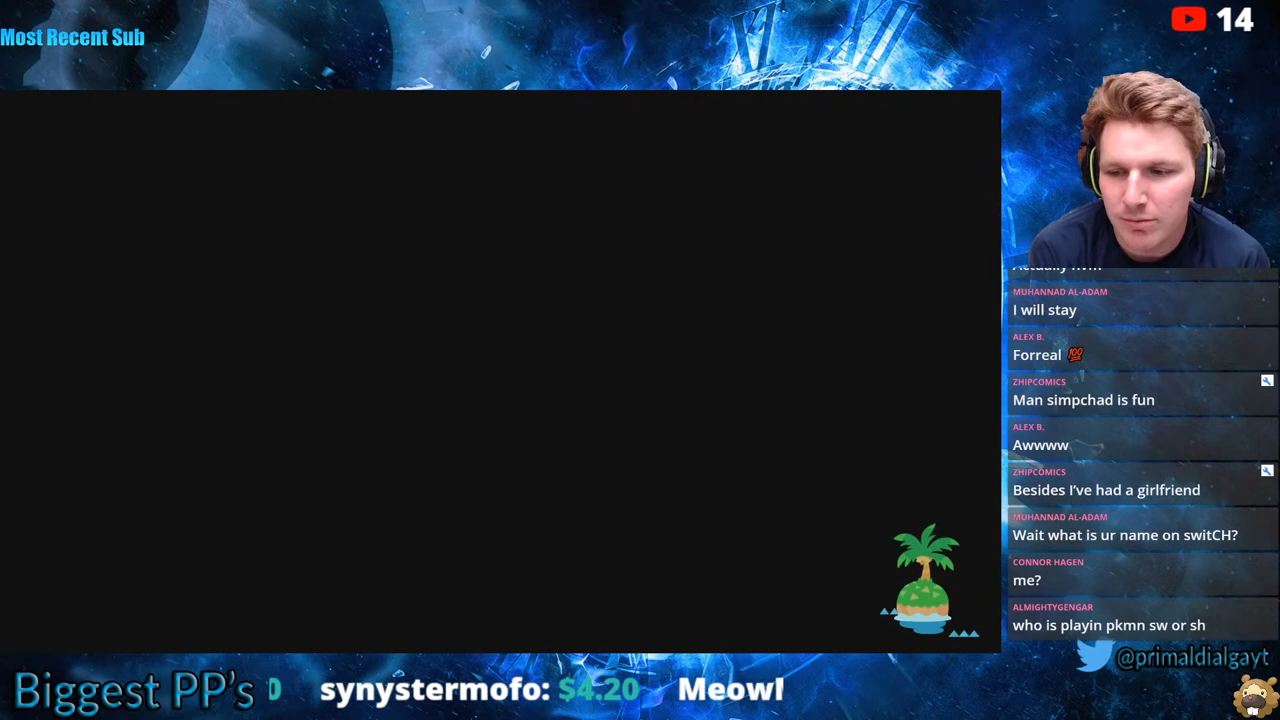 Most Recent Sub
14
MUHANNAD AL-ADAM
I will stay
ALEX B.
Forreal 💯
ZHIPCOMICS
Man simpchad is fun
ALEX B.
Awwww
ZHIPCOMICS
Besides I’ve had a girlfriend
MUHANNAD AL-ADAM
Wait what is ur name on switCH?
CONNOR HAGEN
me?
ALMIGHTYGENGAR
who is playin pkmn sw or sh
@primaldialgayt
Biggest PP's synystermofo: $4.20 Meowl